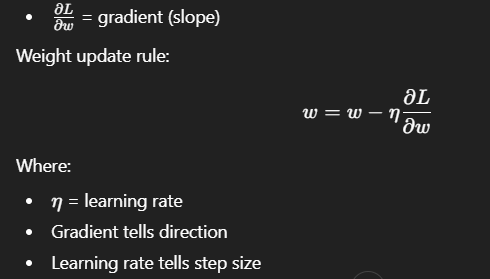 • ∂L/∂w = gradient (slope)
Weight update rule:
w = w − η ∂L/∂w
Where:
• η = learning rate
• Gradient tells direction
• Learning rate tells step size